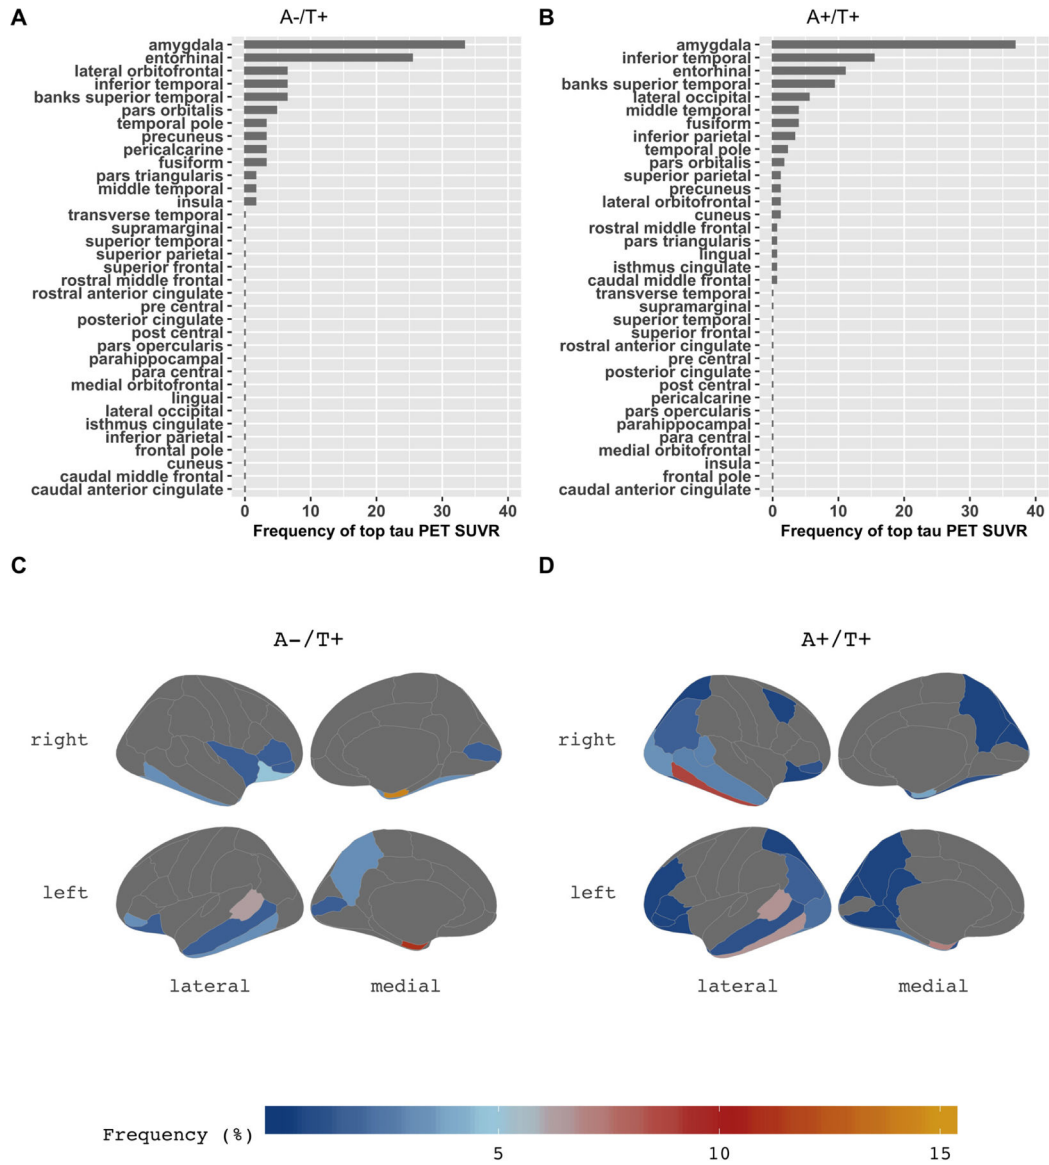 A
A-/T+
amygdala
entorhinal
lateral orbitofrontal
inferior temporal
banks superior temporal
pars orbitalis
temporal pole
precuneus
pericalcarine
fusiform
pars triangularis
middle temporal
insula
transverse temporal
supramarginal
superior temporal
superior parietal
superior frontal
rostral middle frontal
rostral anterior cingulate
pre central
posterior cingulate
post central
pars opercularis
parahippocampal
para central
medial orbitofrontal
lingual
lateral occipital
isthmus cingulate
inferior parietal
frontal pole
cuneus
caudal middle frontal
caudal anterior cingulate
0 10 20 30 40
Frequency of top tau PET SUVR
B
A+/T+
amygdala
inferior temporal
entorhinal
banks superior temporal
lateral occipital
middle temporal
fusiform
inferior parietal
temporal pole
pars orbitalis
superior parietal
precuneus
lateral orbitofrontal
cuneus
rostral middle frontal
pars triangularis
lingual
isthmus cingulate
caudal middle frontal
transverse temporal
supramarginal
superior temporal
superior frontal
rostral anterior cingulate
pre central
posterior cingulate
post central
pericalcarine
pars opercularis
parahippocampal
para central
medial orbitofrontal
insula
frontal pole
caudal anterior cingulate
0 10 20 30 40
Frequency of top tau PET SUVR
C
A-/T+
right
left
lateral medial
D
A+/T+
right
left
lateral medial
Frequency (%)
5 10 15